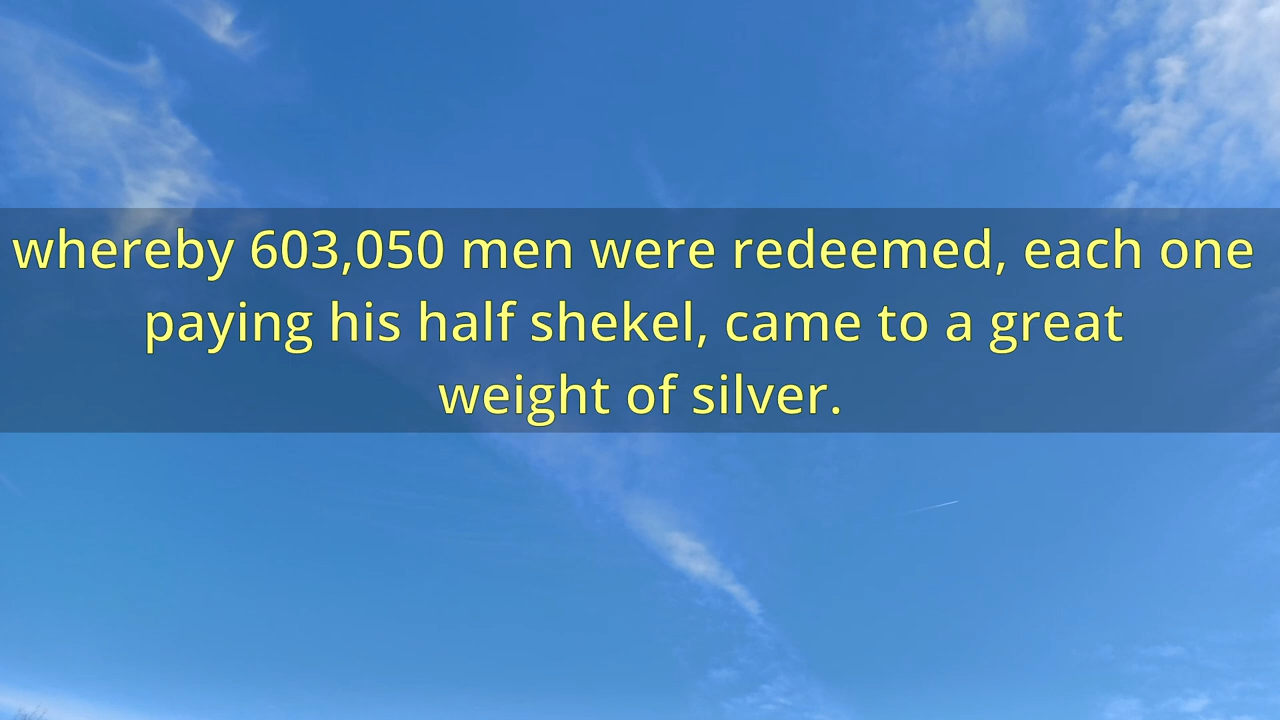 whereby 603,050 men were redeemed, each one
paying his half shekel, came to a great
weight of silver.